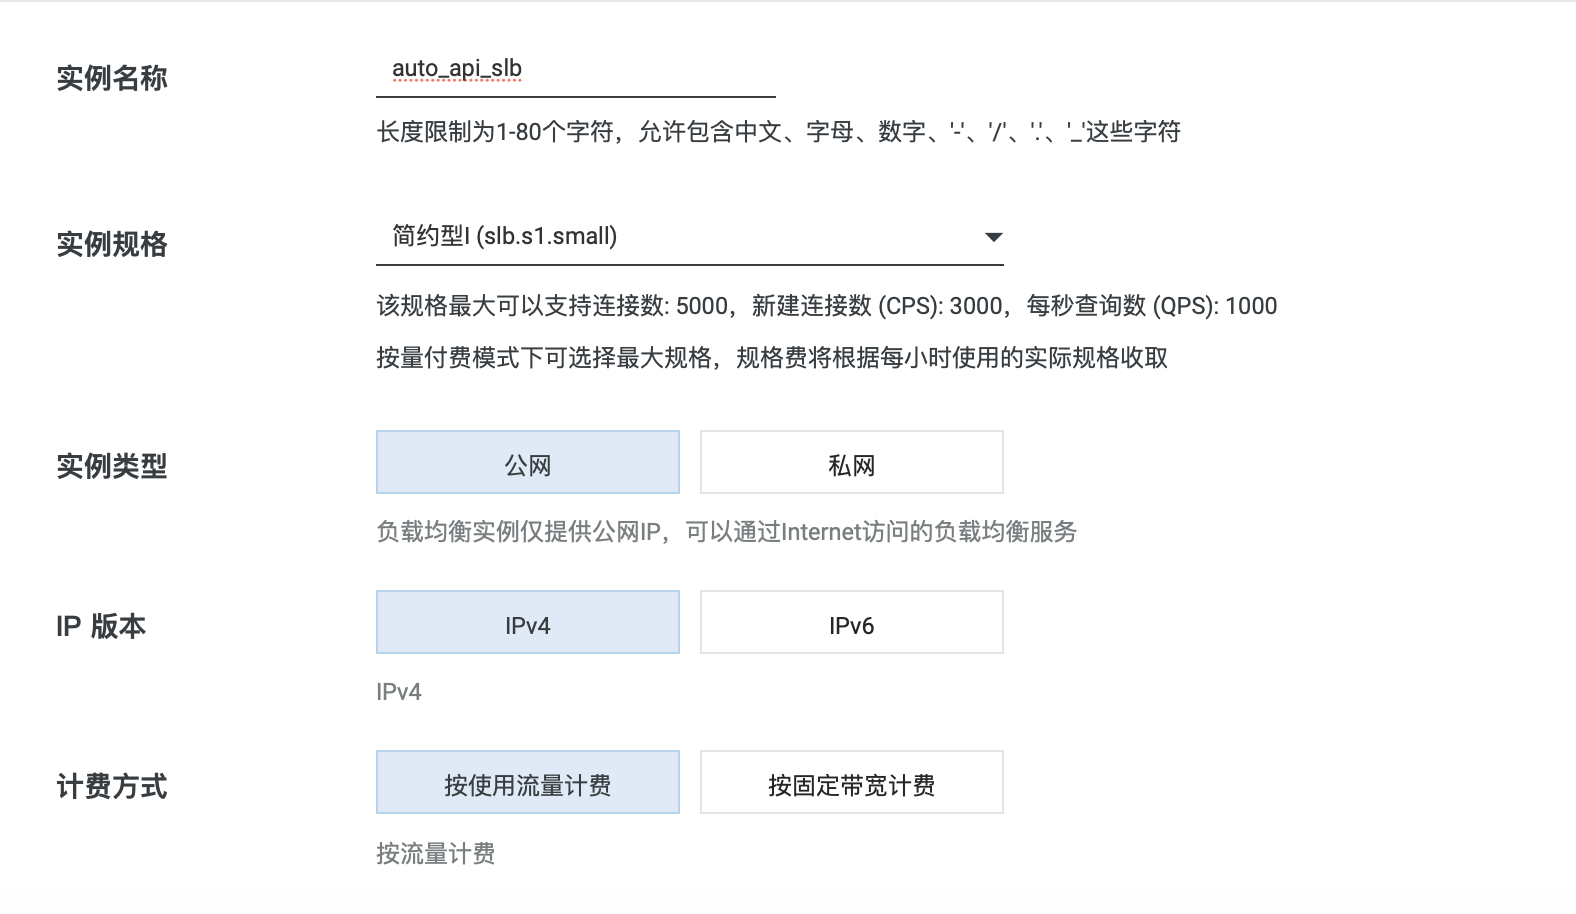 实例名称
auto_api_slb
长度限制为1-80个字符，允许包含中文、字母、数字、'-'、'/'、'.'、'_'这些字符
实例规格
简约型I (slb.s1.small)
该规格最大可以支持连接数: 5000，新建连接数 (CPS): 3000，每秒查询数 (QPS): 1000
按量付费模式下可选择最大规格，规格费将根据每小时使用的实际规格收取
实例类型
公网
私网
负载均衡实例仅提供公网IP，可以通过Internet访问的负载均衡服务
IP 版本
IPv4
IPv6
IPv4
计费方式
按使用流量计费
按固定带宽计费
按流量计费